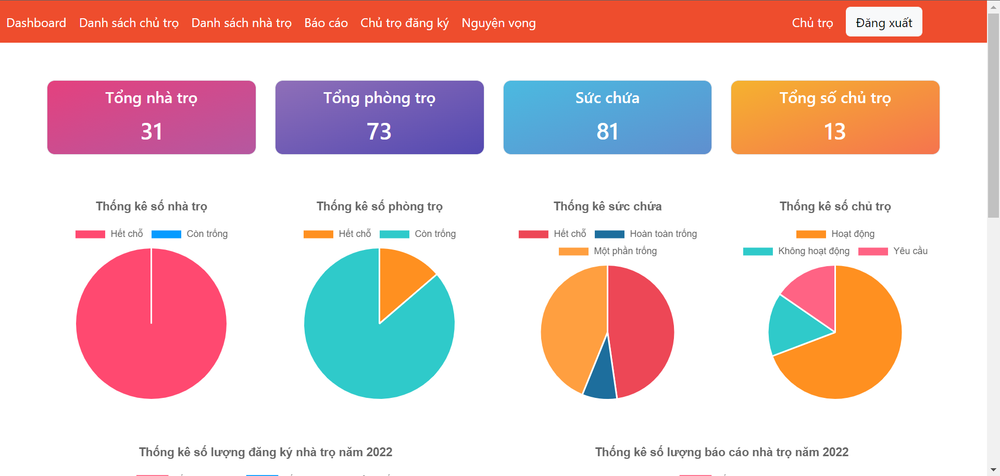 Dashboard Danh sách chủ trọ Danh sách nhà trọ Báo cáo Chủ trọ đăng ký Nguyện vọng Chủ trọ Đăng xuất
Tổng nhà trọ Tổng phòng trọ Sức chứa Tổng số chủ trọ
31 73 81 13
Thống kê số nhà trọ Thống kê số phòng trọ Thống kê sức chứa Thống kê số chủ trọ
Hết chỗ Còn trống Hết chỗ Còn trống Hết chỗ Hoàn toàn trống Hoạt động
Một phần trống Không hoạt động Yêu cầu
Thống kê số lượng đăng ký nhà trọ năm 2022 Thống kê số lượng báo cáo nhà trọ năm 2022